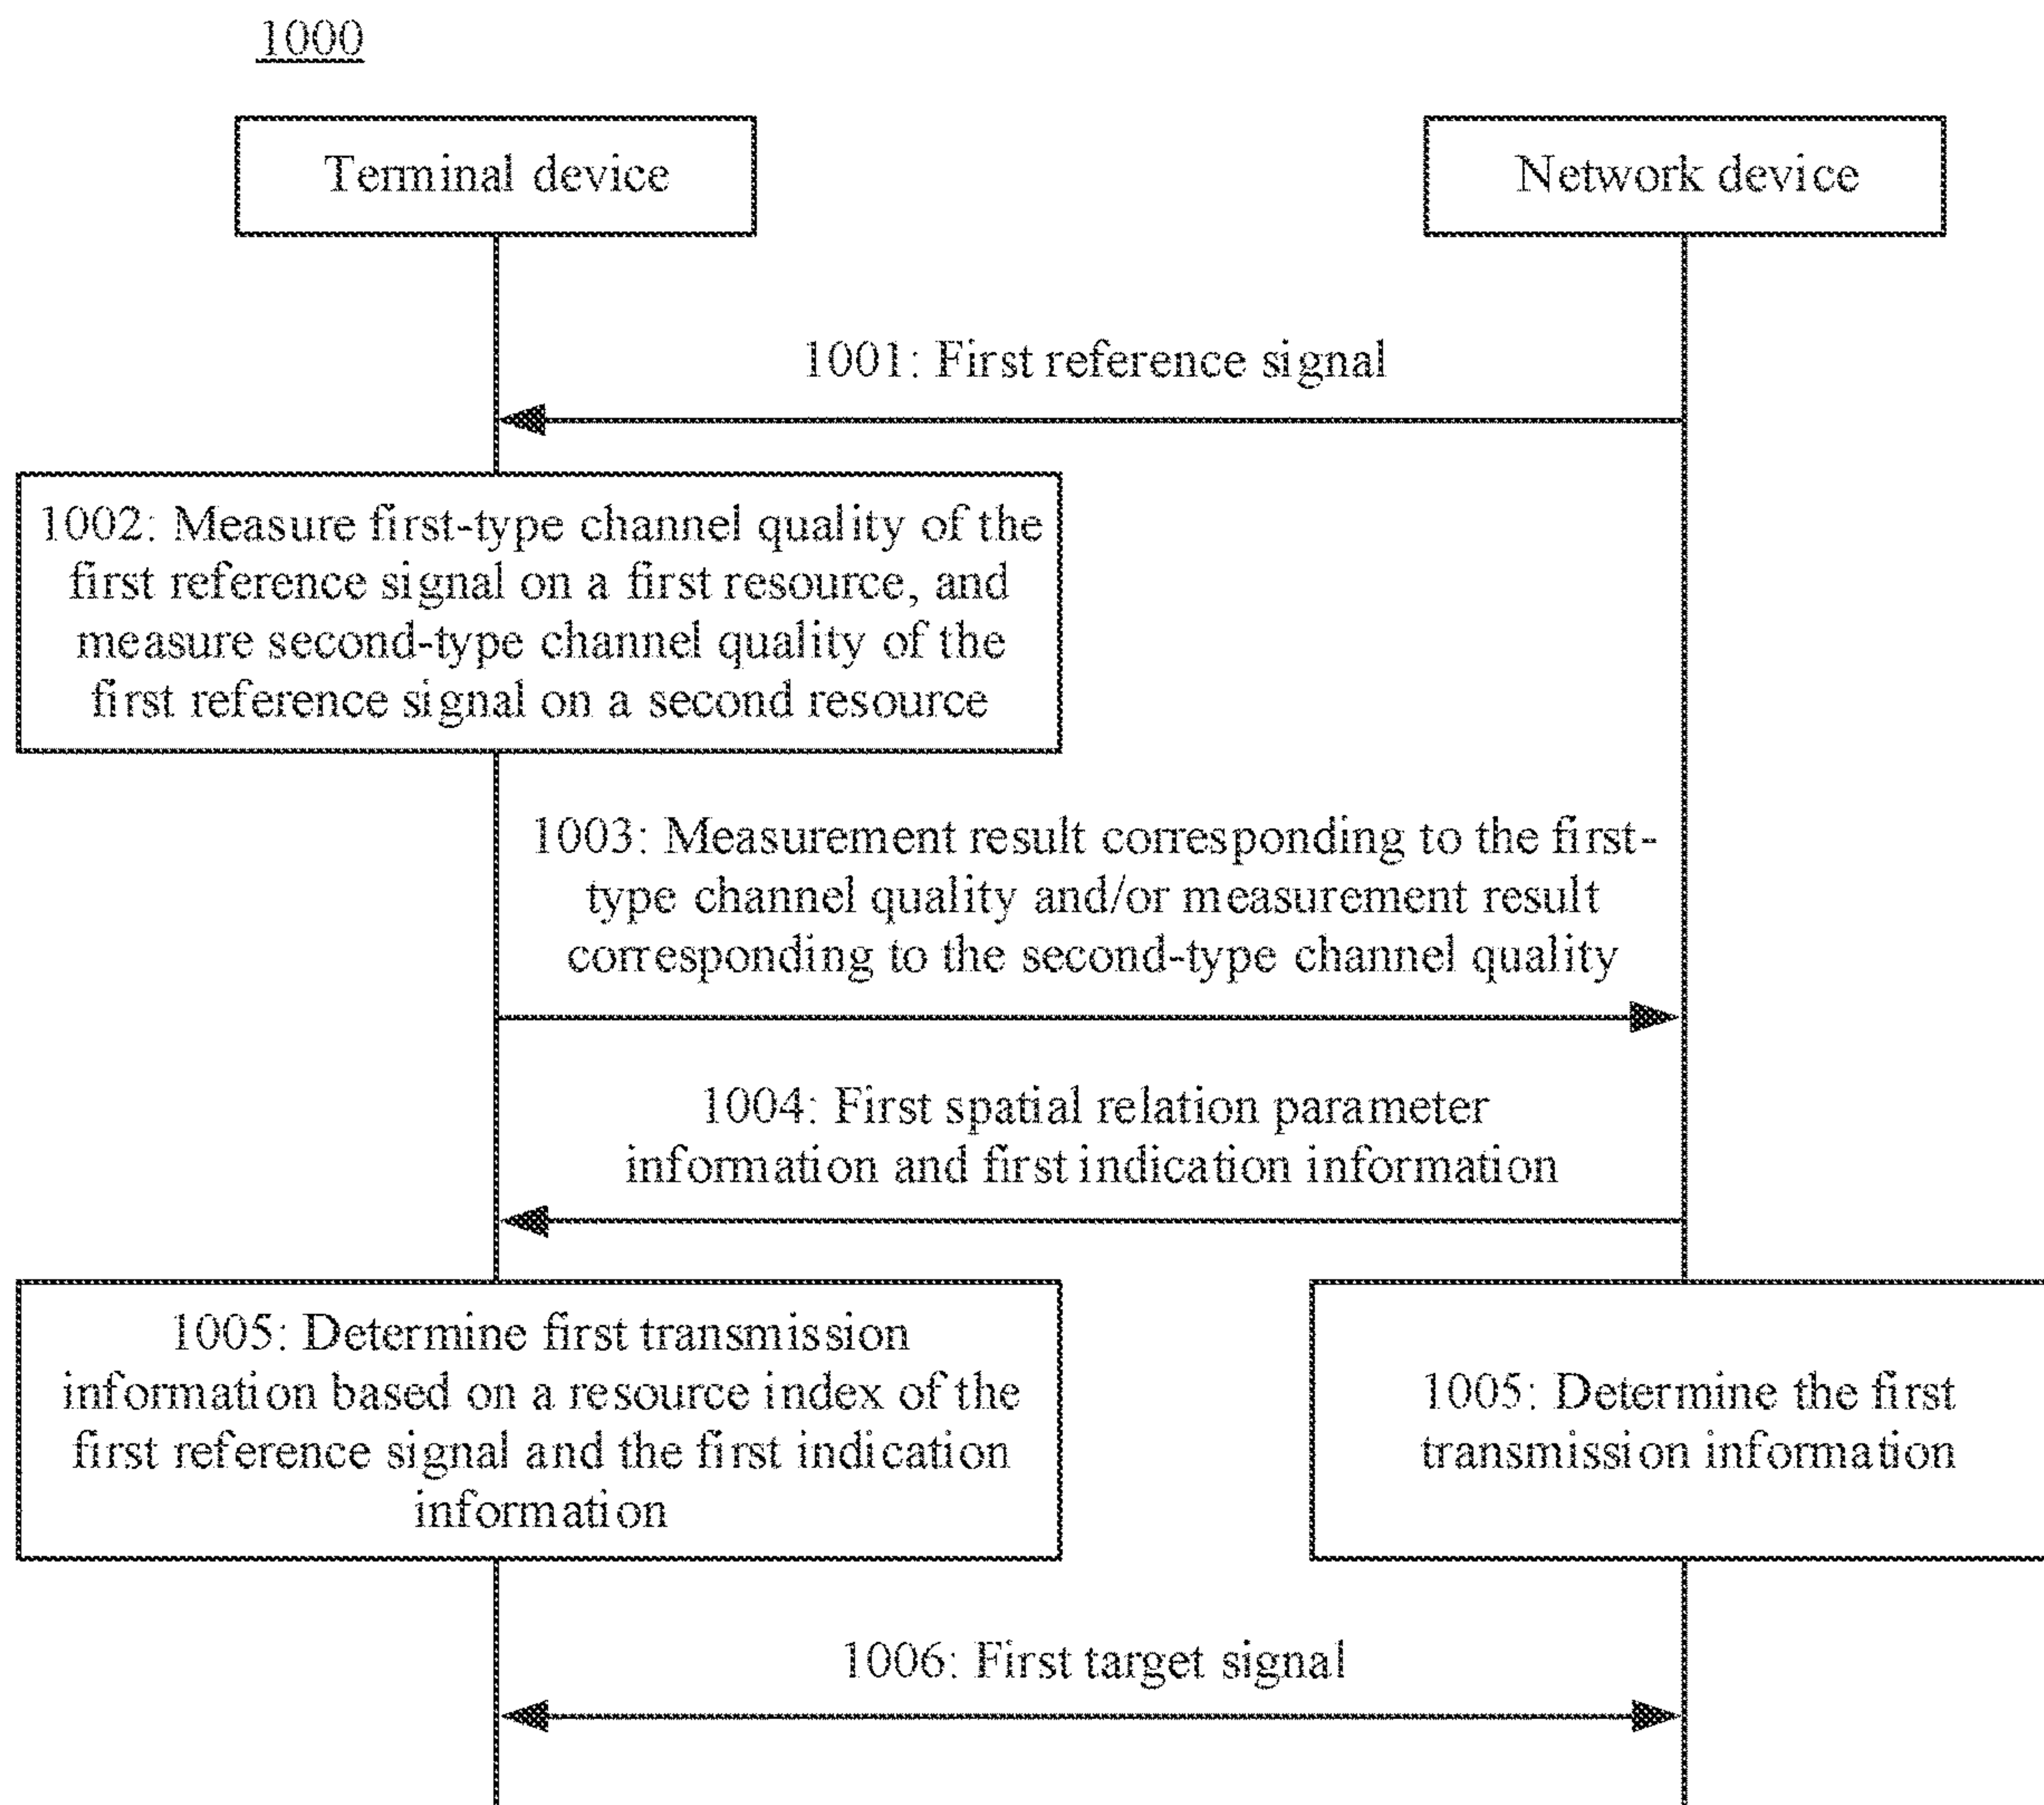 1000
Terminal device
Network device
1001: First reference signal
1002: Measure first-type channel quality of the
first reference signal on a first resource, and
measure second-type channel quality of the
first reference signal on a second resource
1003: Measurement result corresponding to the first-
type channel quality and/or measurement result
corresponding to the second-type channel quality
1004: First spatial relation parameter
information and first indication information
1005: Determine first transmission
information based on a resource index of the
first reference signal and the first indication
information
1005: Determine the first
transmission information
1006: First target signal